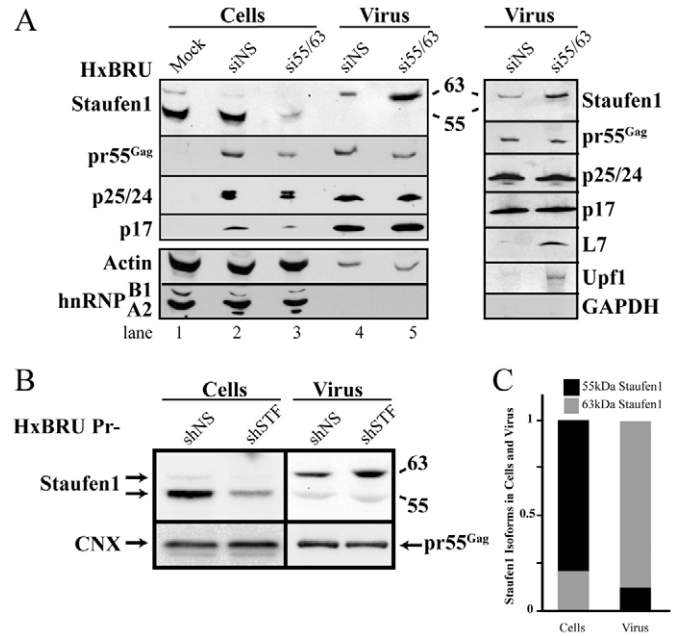 A
Cells Virus
HxBRU Mock siNS si55/63 siNS si55/63 siNS si55/63
Staufen1 63 Staufen1
55
pr55Gag pr55Gag
p25/24 p25/24
p17 p17
L7
Actin Upf1
hnRNP B1 GAPDH
A2
lane 1 2 3 4 5
B
Cells Virus
HxBRU Pr- shNS shSTF shNS shSTF
Staufen1 63
55
CNX pr55Gag
C
55kDa Staufen1
63kDa Staufen1
Staufen1 Isoforms in Cells and Virus
1
0.5
0
Cells Virus